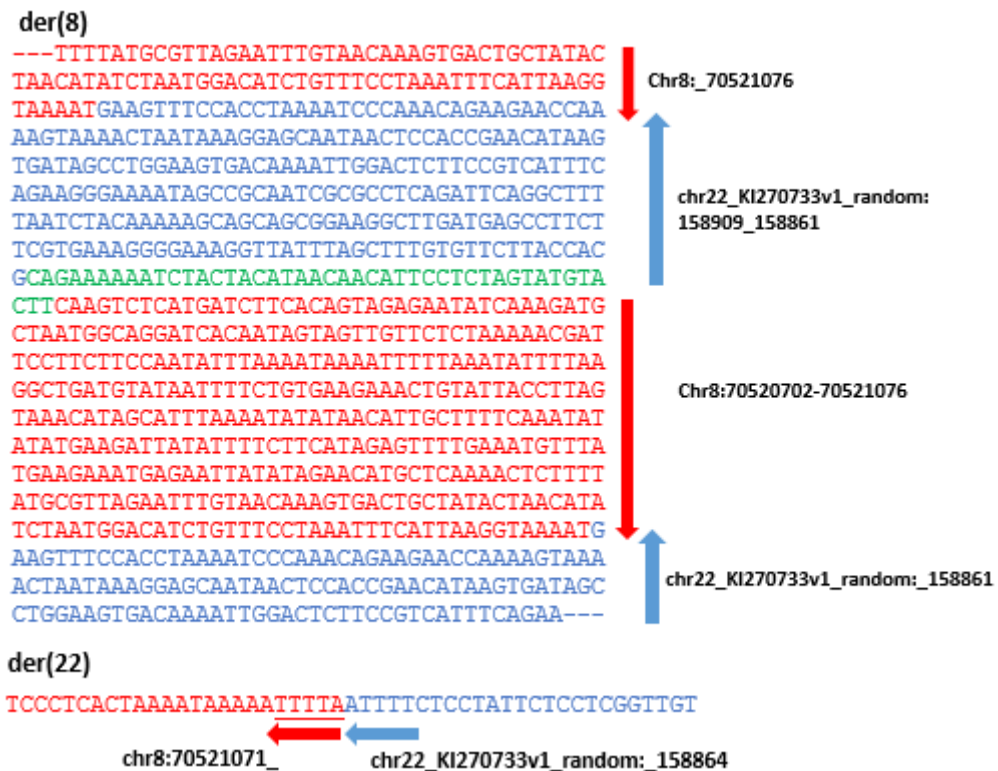 der(8)
---TTTTATGCGTTAGAATTTGTAACAAAGTGACTGCTATAC
TAACATATCTAATGGACATCTGTTTCCTAAATTTCATTAAGG
TAAAATGAAGTTTCCACCTAAAATCCCAAACAGAAGAACCAA
AAGTAAAACTAATAAAGGAGCAATAACTCCACCGAACATAAG
TGATAGCCTGGAAGTGACAAAATTGGACTCTTCCGTCATTTC
AGAAGGGAAAATAGCCGCAATCGCGCCTCAGATTCAGGCTTT
TAATCTACAAAAAGCAGCAGCGGAAGGCTTGATGAGCCTTCT
TCGTGAAAGGGGAAAGGTTATTTAGCTTTGTGTTCTTACCAC
GCAGAAAAAATCTACTACATAACAACATTCCTCTAGTATGTA
CTTCAAGTCTCATGATCTTCACAGTAGAGAATATCAAAGATG
CTAATGGCAGGATCACAATAGTAGTTGTTCTCTAAAAACGAT
TCCTTCTTCCAATATTTAAAATAAAATTTTTAAATATTTTAA
GGCTGATGTATAATTTTCTGTGAAGAAACTGTATTACCTTAG
TAAACATAGCATTTAAAATATATAACATTGCTTTTCAAATAT
ATATGAAGATTATATTTTCTTCATAGAGTTTTGAAATGTTTA
TGAAGAAATGAGAATTATATAGAACATGCTCAAAACTCTTTT
ATGCGTTAGAATTTGTAACAAAGTGACTGCTATACTAACATA
TCTAATGGACATCTGTTTCCTAAATTTCATTAAGGTAAAATG
AAGTTTCCACCTAAAATCCCAAACAGAAGAACCAAAAGTAAA
ACTAATAAAGGAGCAATAACTCCACCGAACATAAGTGATAGC
CTGGAAGTGACAAAATTGGACTCTTCCGTCATTTCAGAA---
Chr8:_70521076
chr22_KI270733v1_random:
158909_158861
Chr8:70520702-70521076
chr22_KI270733v1_random:_158861
der(22)
TCCCTCACTAAAATAAAAATTTTAATTTTCTCCTATTCTCCTCGGTTGT
chr8:70521071_
chr22_KI270733v1_random:_158864